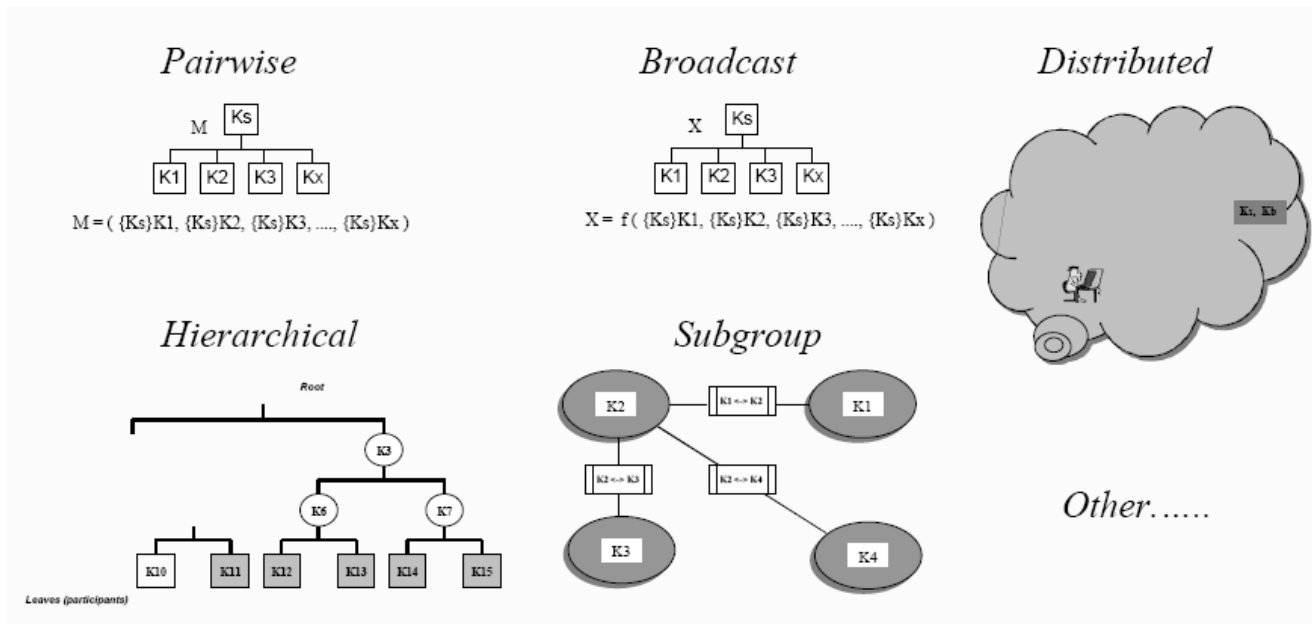 Pairwise
Broadcast
Distributed
M
Ks
K1 K2 K3 Kx
M = ( {Ks}K1, {Ks}K2, {Ks}K3, ...., {Ks}Kx )
X
Ks
K1 K2 K3 Kx
X = f ( {Ks}K1, {Ks}K2, {Ks}K3, ...., {Ks}Kx )
Hierarchical
Root
K3
K6 K7
K10 K11 K12 K13 K14 K15
Leaves (participants)
Subgroup
K2
K1 <-> K2
K1
K2 <-> K3
K2 <-> K4
K3
K4
Other……